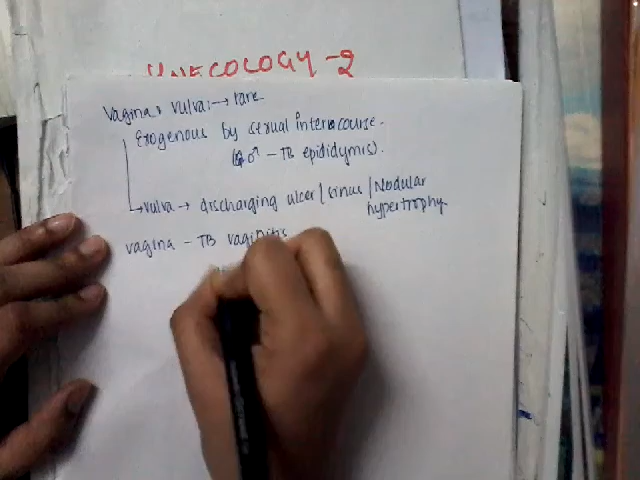 GYNECOLOGY-2
Vagina & vulva: → rare
Exogenous by sexual intercourse.
(♂ - TB epididymis).
→ vulva → discharging ulcer / sinus / Nodular
hypertrophy
vagina - TB vaginitis